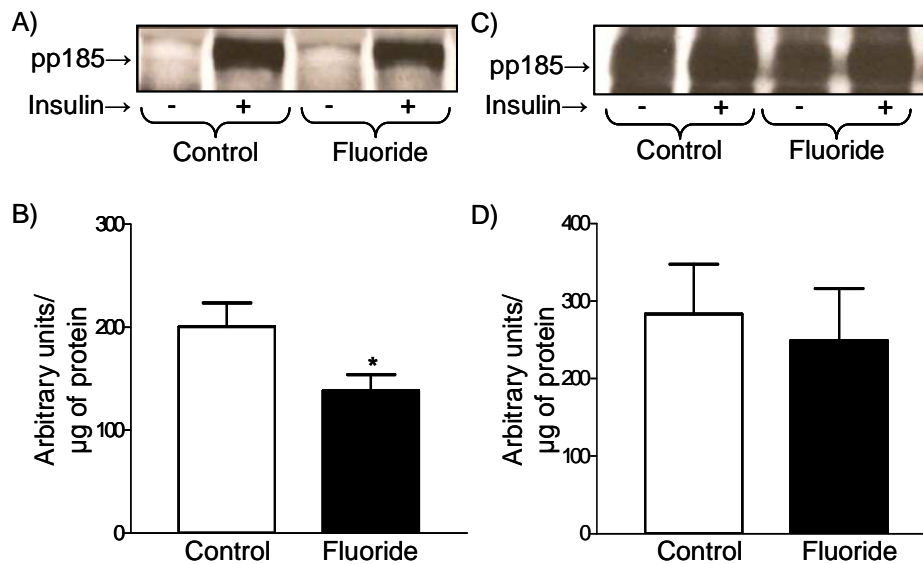 A)
pp185→
Insulin→ - + - +
Control Fluoride
C)
pp185→
Insulin→ - + - +
Control Fluoride
B)
Arbitrary units/
µg of protein
300
200
100
0
*
Control Fluoride
D)
Arbitrary units/
µg of protein
400
300
200
100
0
Control Fluoride